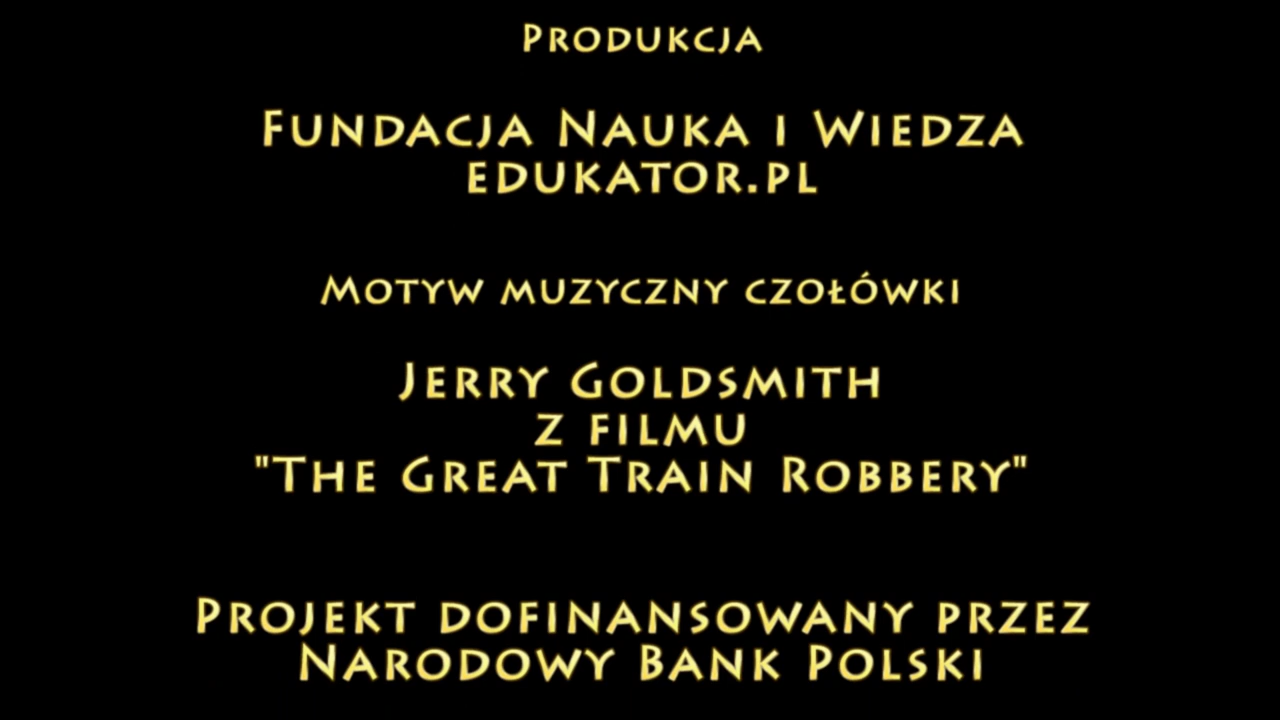 Produkcja
Fundacja Nauka i Wiedza
edukator.pl
Motyw muzyczny czołówki
Jerry Goldsmith
z filmu
"The Great Train Robbery"
Projekt dofinansowany przez
Narodowy Bank Polski